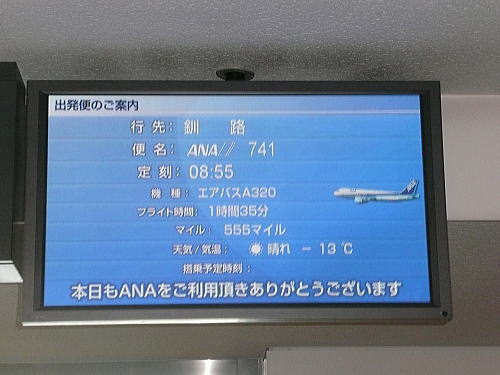 出発便のご案内
行先: 釧路
便名: ANA// 741
定刻: 08:55
機種: エアバスA320
フライト時間: 1時間35分
マイル: 555マイル
天気/気温: 晴れ －13℃
搭乗予定時刻:
本日もANAをご利用頂きありがとうございます